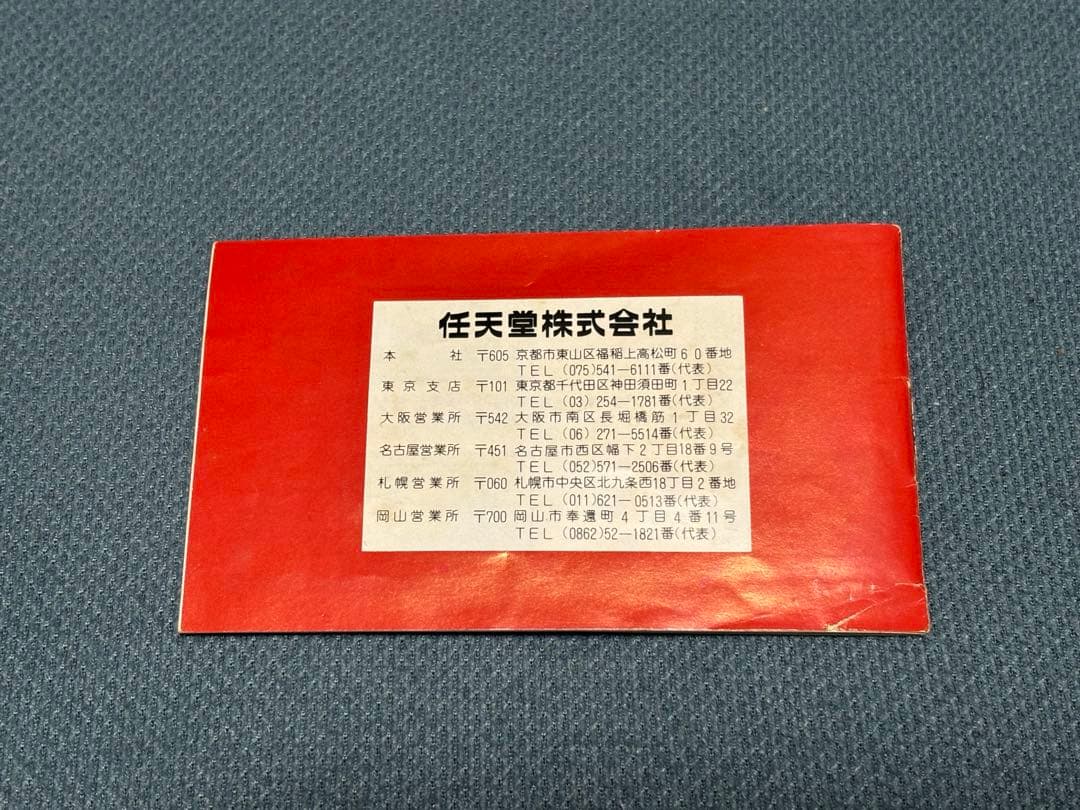 任天堂株式会社
本 社 〒605 京都市東山区福稲上高松町60番地
TEL (075)541-6111番(代表)
東京支店 〒101 東京都千代田区神田須田町1丁目22
TEL (03) 254-1781番(代表)
大阪営業所 〒542 大阪市南区長堀橋筋1丁目32
TEL (06) 271-5514番(代表)
名古屋営業所 〒451 名古屋市西区幅下2丁目18番9号
TEL (052)571-2506番(代表)
札幌営業所 〒060 札幌市中央区北九条西18丁目2番地
TEL (011)621-0513番(代表)
岡山営業所 〒700 岡山市奉還町4丁目4番11号
TEL (0862)52-1821番(代表)